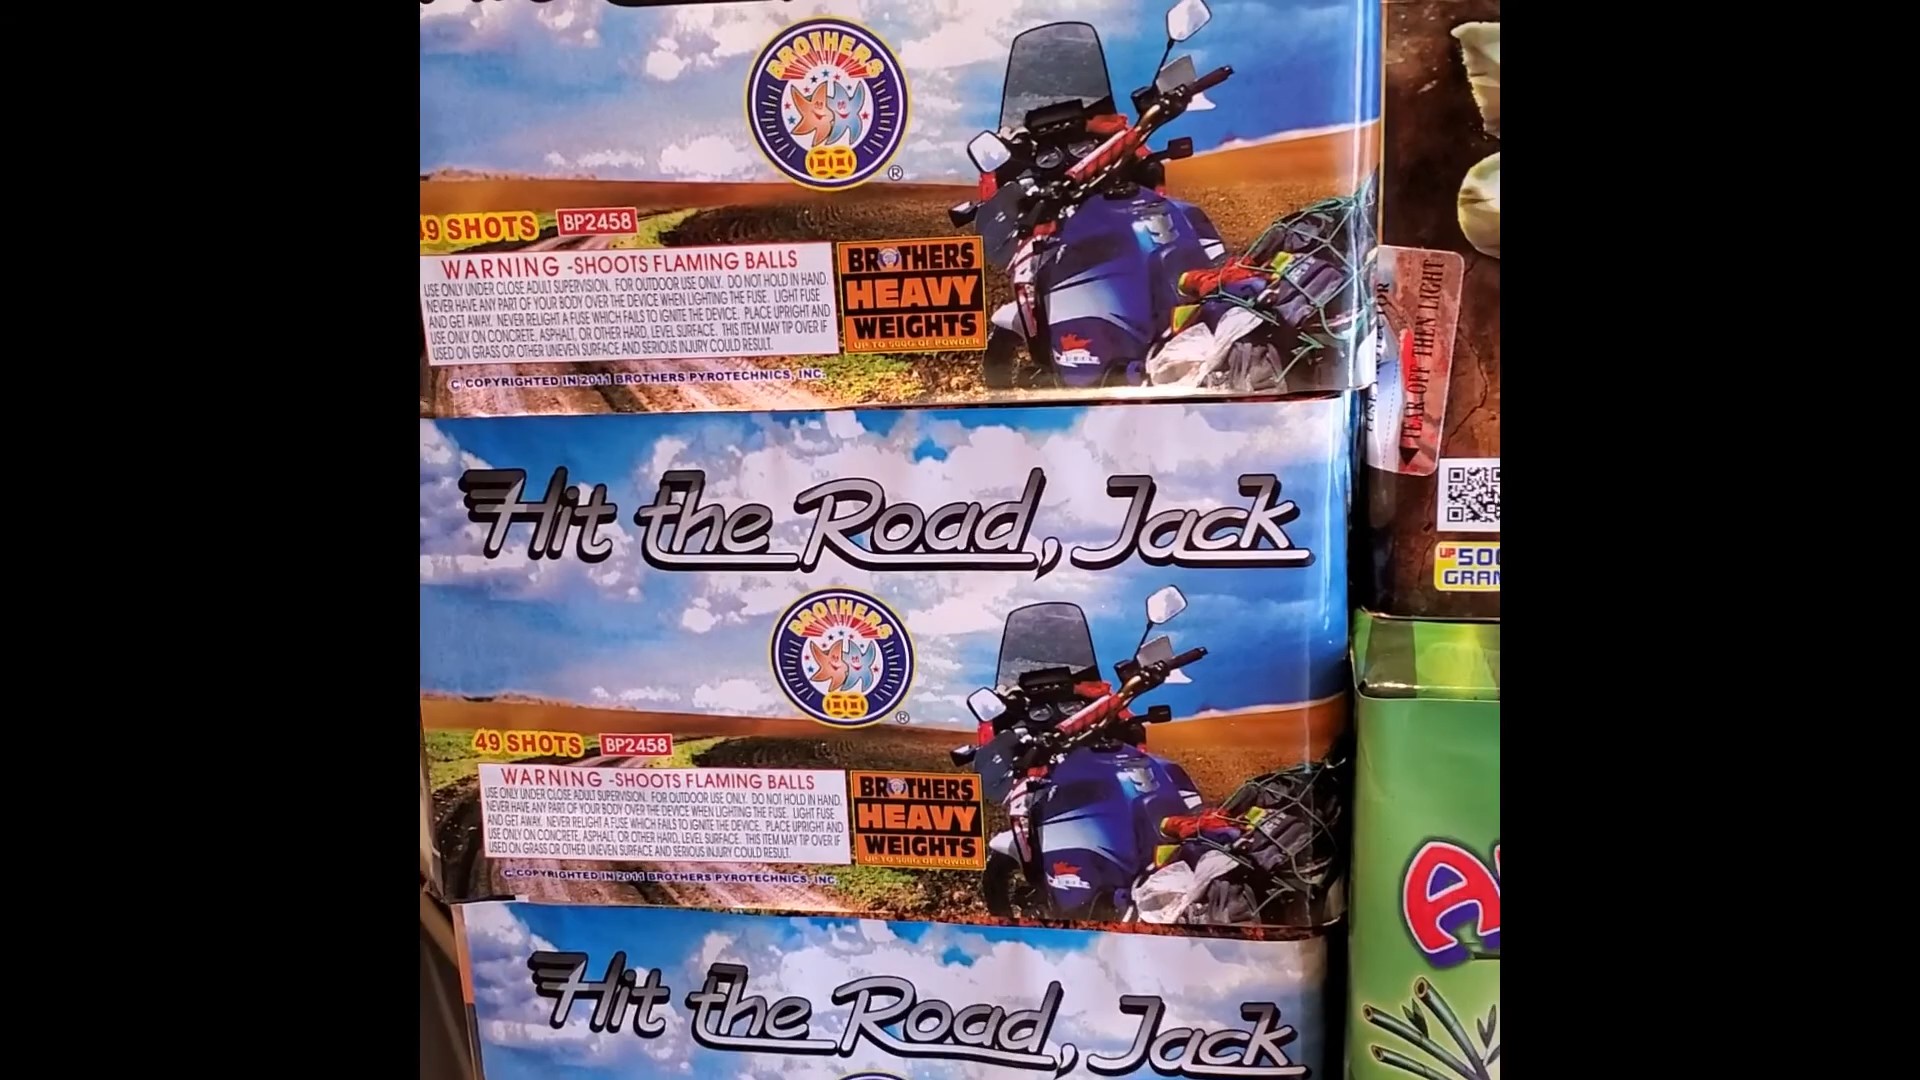 BROTHERS
®
49 SHOTS BP2458
WARNING -SHOOTS FLAMING BALLS
USE ONLY UNDER CLOSE ADULT SUPERVISION. FOR OUTDOOR USE ONLY. DO NOT HOLD IN HAND.
NEVER HAVE ANY PART OF YOUR BODY OVER THE DEVICE WHEN LIGHTING THE FUSE. LIGHT FUSE
AND GET AWAY. NEVER RELIGHT A FUSE WHICH FAILS TO IGNITE THE DEVICE. PLACE UPRIGHT AND
USE ONLY ON CONCRETE, ASPHALT, OR OTHER HARD, LEVEL SURFACE. THIS ITEM MAY TIP OVER IF
USED ON GRASS OR OTHER UNEVEN SURFACE AND SERIOUS INJURY COULD RESULT.
BROTHERS
HEAVY
WEIGHTS
UP TO 500G OF POWDER
C COPYRIGHTED IN 2011 BROTHERS PYROTECHNICS, INC.
TEAR OFF THEN LIGHT
Hit the Road, Jack
BROTHERS
®
49 SHOTS BP2458
WARNING -SHOOTS FLAMING BALLS
USE ONLY UNDER CLOSE ADULT SUPERVISION. FOR OUTDOOR USE ONLY. DO NOT HOLD IN HAND.
NEVER HAVE ANY PART OF YOUR BODY OVER THE DEVICE WHEN LIGHTING THE FUSE. LIGHT FUSE
AND GET AWAY. NEVER RELIGHT A FUSE WHICH FAILS TO IGNITE THE DEVICE. PLACE UPRIGHT AND
USE ONLY ON CONCRETE, ASPHALT, OR OTHER HARD, LEVEL SURFACE. THIS ITEM MAY TIP OVER IF
USED ON GRASS OR OTHER UNEVEN SURFACE AND SERIOUS INJURY COULD RESULT.
BROTHERS
HEAVY
WEIGHTS
UP TO 500G OF POWDER
C COPYRIGHTED IN 2011 BROTHERS PYROTECHNICS, INC.
UP 500
GRAM
Hit the Road, Jack